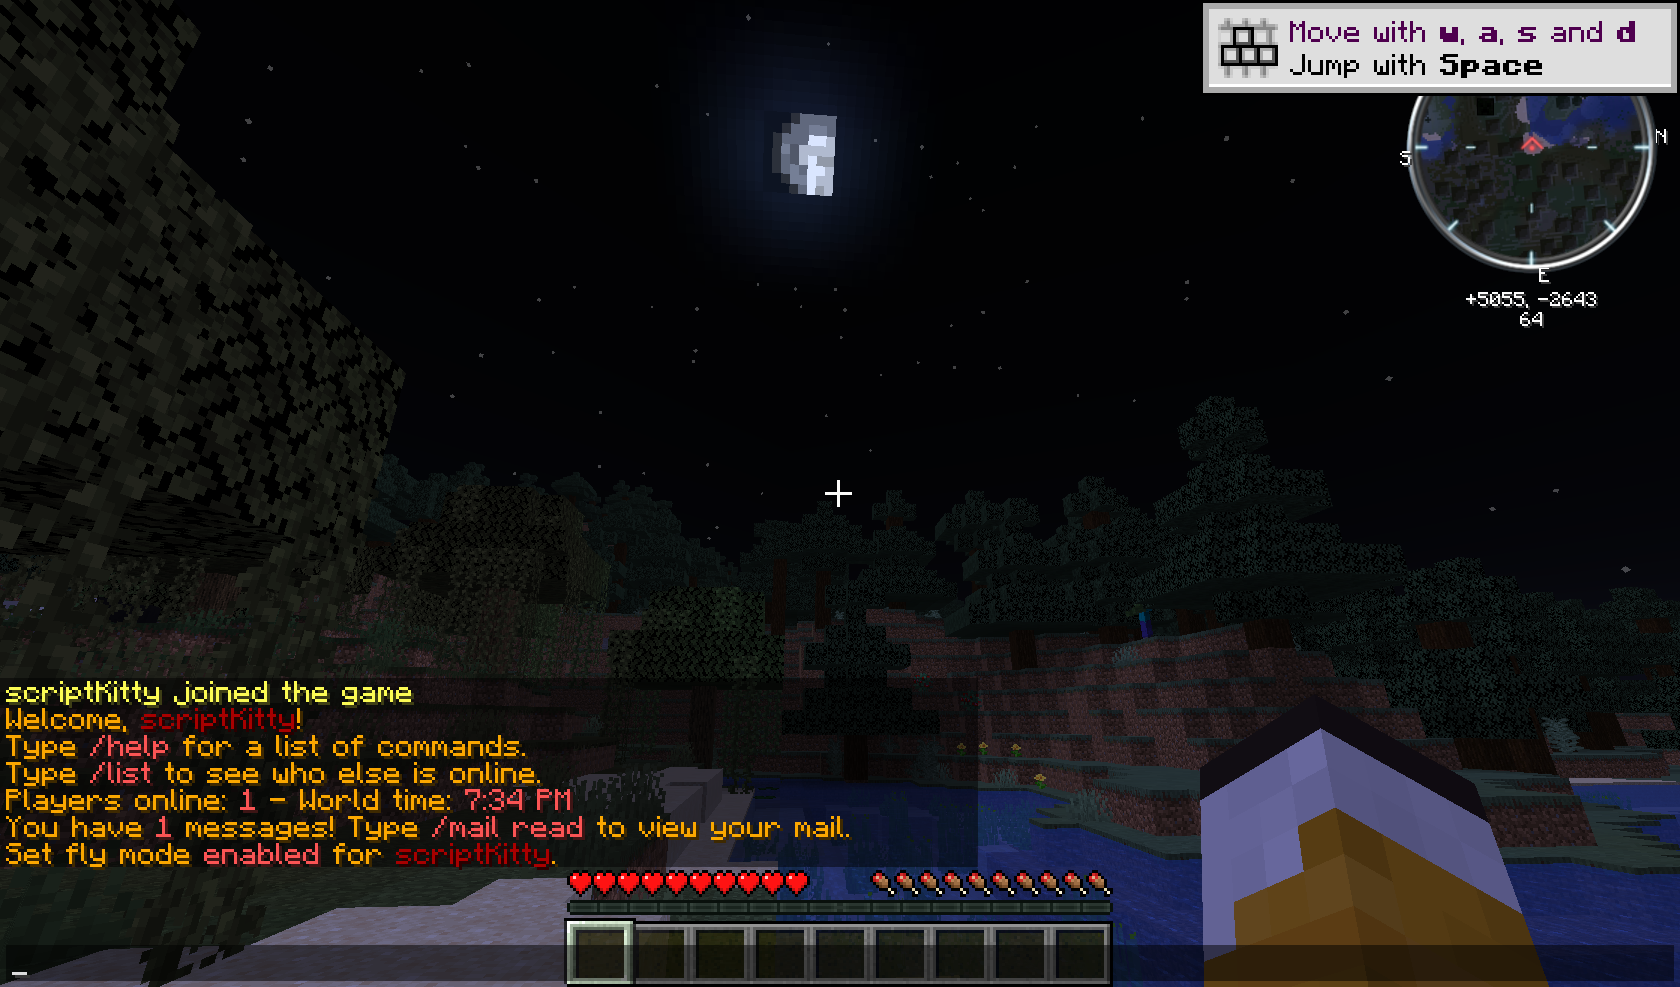 Move with w, a, s and d
Jump with Space
N
S
E
+5055, -2643
64
scriptKitty joined the game
Welcome, scriptKitty!
Type /help for a list of commands.
Type /list to see who else is online.
Players online: 1 - World time: 7:34 PM
You have 1 messages! Type /mail read to view your mail.
Set fly mode enabled for scriptKitty.
_